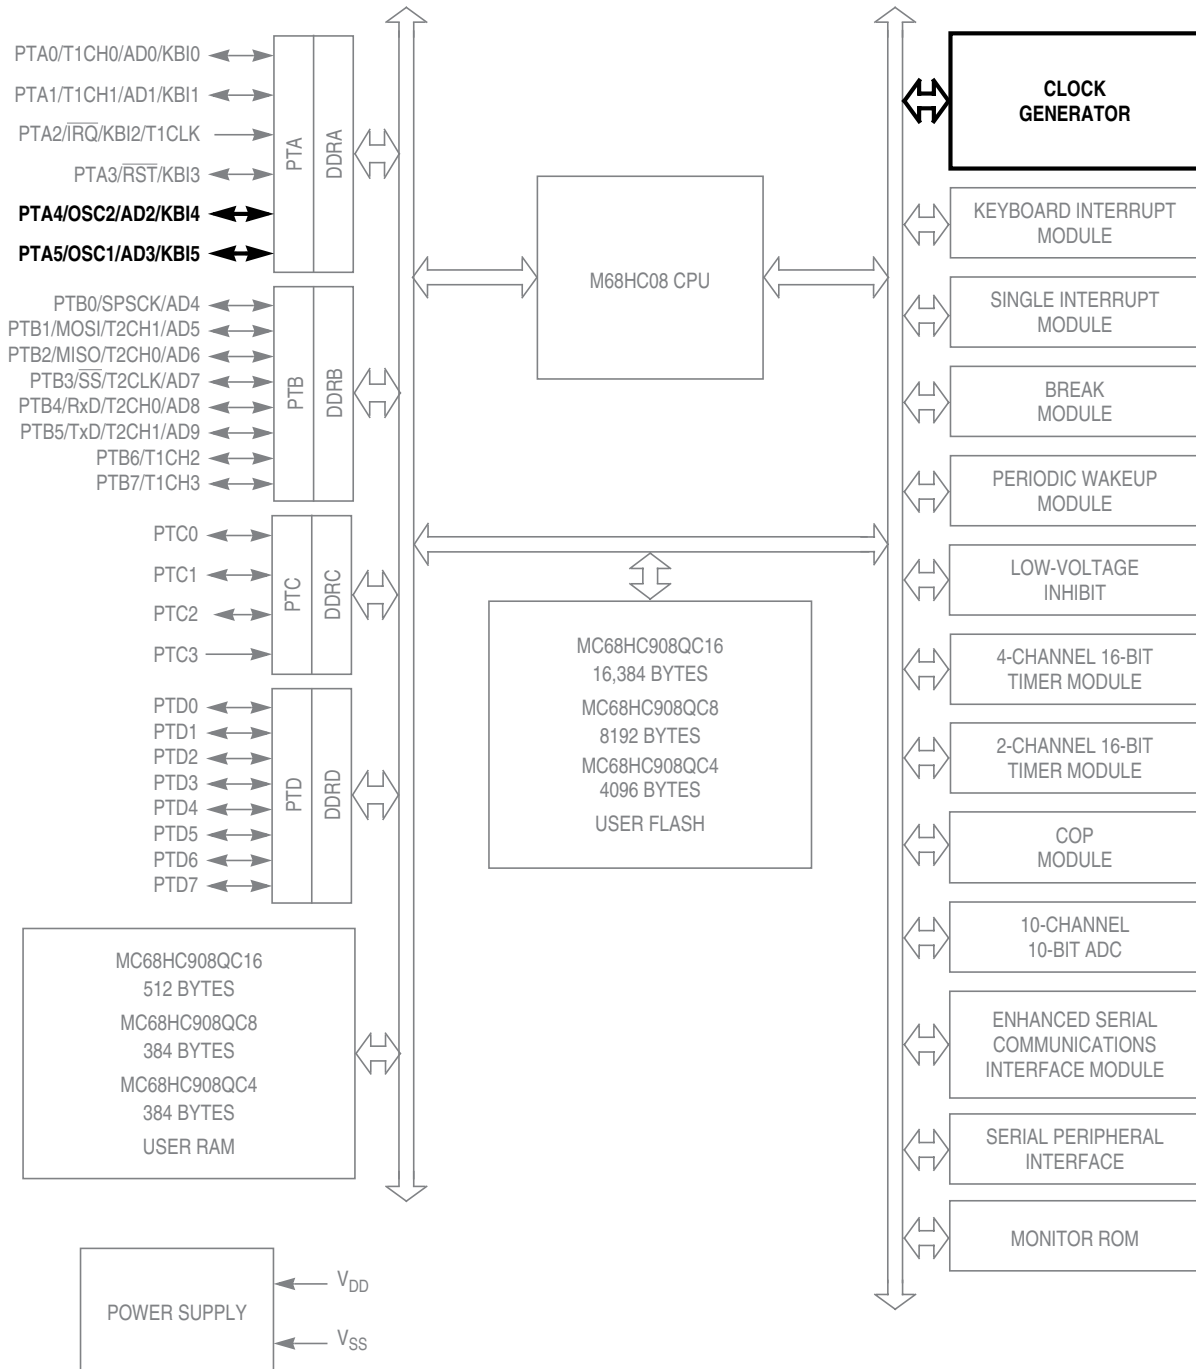 PTA0/T1CH0/AD0/KBI0
PTA1/T1CH1/AD1/KBI1
PTA2/IRQ/KBI2/T1CLK
PTA3/RST/KBI3
PTA4/OSC2/AD2/KBI4
PTA5/OSC1/AD3/KBI5
PTA
DDRA
PTB0/SPSCK/AD4
PTB1/MOSI/T2CH1/AD5
PTB2/MISO/T2CH0/AD6
PTB3/SS/T2CLK/AD7
PTB4/RxD/T2CH0/AD8
PTB5/TxD/T2CH1/AD9
PTB6/T1CH2
PTB7/T1CH3
PTB
DDRB
PTC0
PTC1
PTC2
PTC3
PTC
DDRC
PTD0
PTD1
PTD2
PTD3
PTD4
PTD5
PTD6
PTD7
PTD
DDRD
MC68HC908QC16
512 BYTES
MC68HC908QC8
384 BYTES
MC68HC908QC4
384 BYTES
USER RAM
POWER SUPPLY
VDD
VSS
M68HC08 CPU
MC68HC908QC16
16,384 BYTES
MC68HC908QC8
8192 BYTES
MC68HC908QC4
4096 BYTES
USER FLASH
CLOCK
GENERATOR
KEYBOARD INTERRUPT
MODULE
SINGLE INTERRUPT
MODULE
BREAK
MODULE
PERIODIC WAKEUP
MODULE
LOW-VOLTAGE
INHIBIT
4-CHANNEL 16-BIT
TIMER MODULE
2-CHANNEL 16-BIT
TIMER MODULE
COP
MODULE
10-CHANNEL
10-BIT ADC
ENHANCED SERIAL
COMMUNICATIONS
INTERFACE MODULE
SERIAL PERIPHERAL
INTERFACE
MONITOR ROM